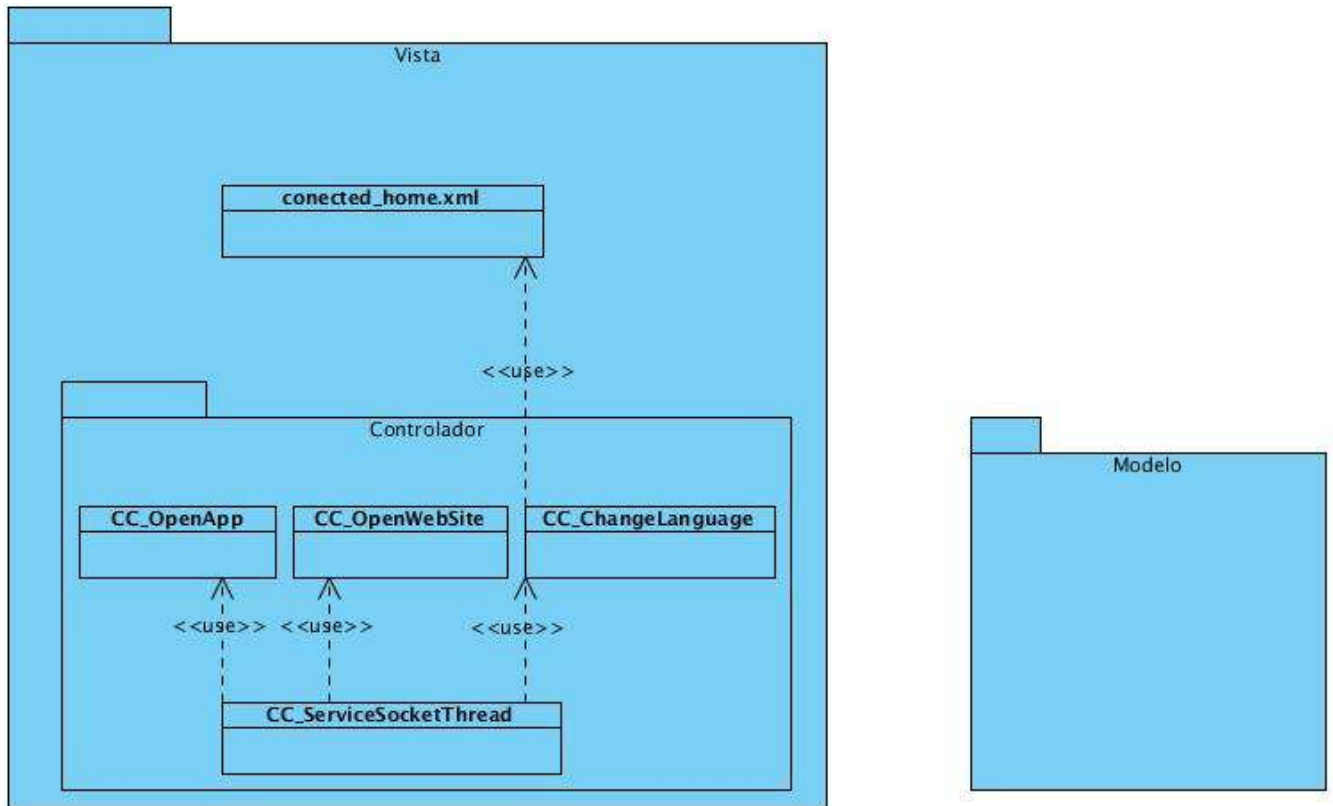 Vista
conected_home.xml
<<use>>
Controlador
Modelo
CC_OpenApp
CC_OpenWebSite
CC_ChangeLanguage
<<use>>
<<use>>
<<use>>
CC_ServiceSocketThread